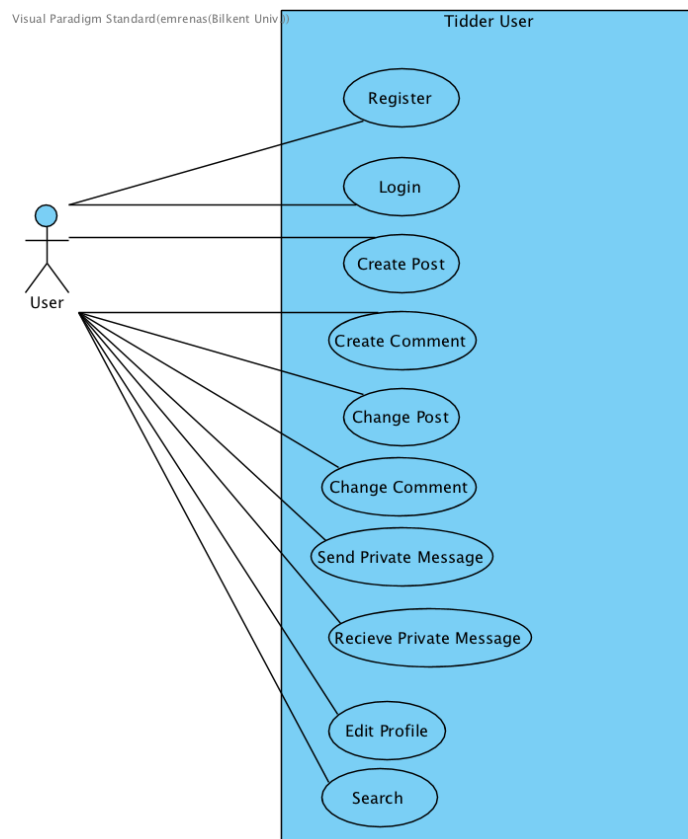 Visual Paradigm Standard(emrenas(Bilkent Univ.))
Tidder User
Register
Login
Create Post
User
Create Comment
Change Post
Change Comment
Send Private Message
Recieve Private Message
Edit Profile
Search